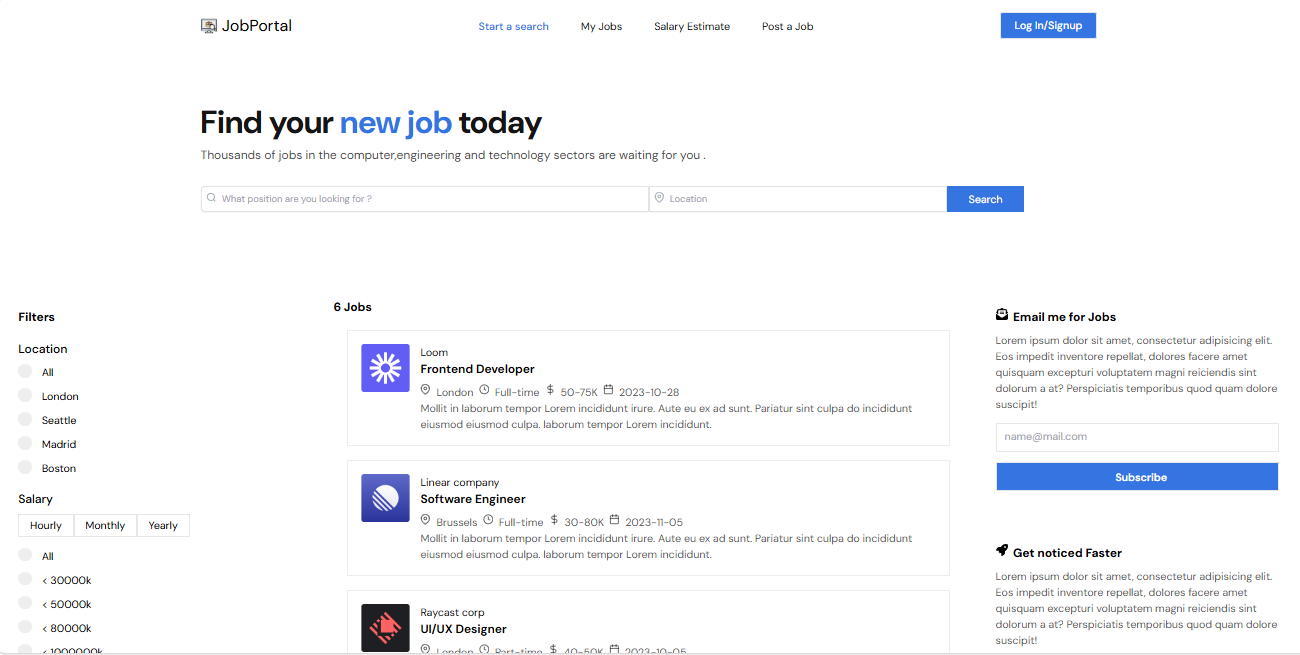 JobPortal
Start a search
My Jobs
Salary Estimate
Post a Job
Log In/Signup
Find your new job today
Thousands of jobs in the computer,engineering and technology sectors are waiting for you .
What position are you looking for ?
Location
Search
Filters
Location
All
London
Seattle
Madrid
Boston
Salary
Hourly
Monthly
Yearly
All
< 30000k
< 50000k
< 80000k
< 1000000k
6 Jobs
Loom
Frontend Developer
London Full-time $ 50-75K 2023-10-28
Mollit in laborum tempor Lorem incididunt irure. Aute eu ex ad sunt. Pariatur sint culpa do incididunt
eiusmod eiusmod culpa. laborum tempor Lorem incididunt.
Linear company
Software Engineer
Brussels Full-time $ 30-80K 2023-11-05
Mollit in laborum tempor Lorem incididunt irure. Aute eu ex ad sunt. Pariatur sint culpa do incididunt
eiusmod eiusmod culpa. laborum tempor Lorem incididunt.
Raycast corp
UI/UX Designer
London Part-time $ 40-50K 2023-10-05
Email me for Jobs
Lorem ipsum dolor sit amet, consectetur adipisicing elit.
Eos impedit inventore repellat, dolores facere amet
quisquam excepturi voluptatem magni reiciendis sint
dolorum a at? Perspiciatis temporibus quod quam dolore
suscipit!
name@mail.com
Subscribe
Get noticed Faster
Lorem ipsum dolor sit amet, consectetur adipisicing elit.
Eos impedit inventore repellat, dolores facere amet
quisquam excepturi voluptatem magni reiciendis sint
dolorum a at? Perspiciatis temporibus quod quam dolore
suscipit!